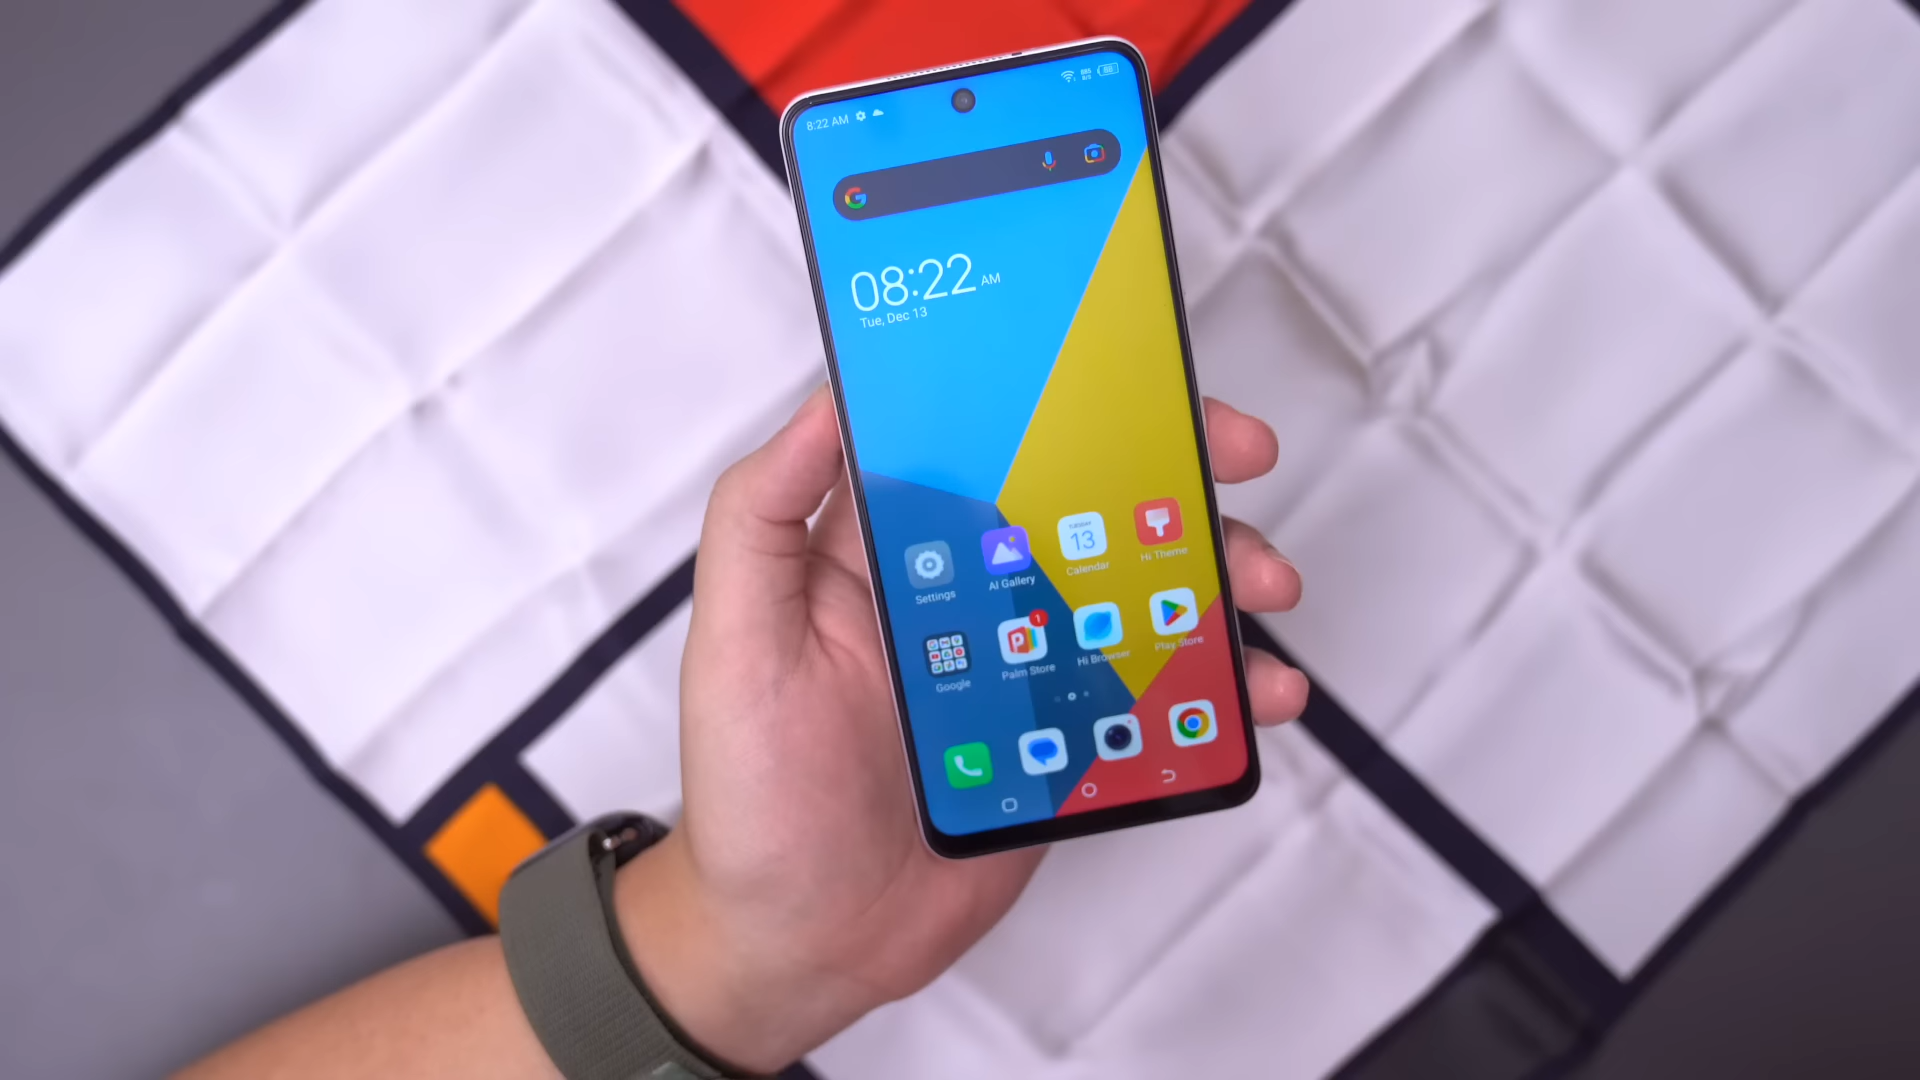 8:22 AM
08:22 AM
Tue, Dec 13
Settings
AI Gallery
13
Calendar
Hi Theme
Google
1
Palm Store
Hi Browser
Play Store